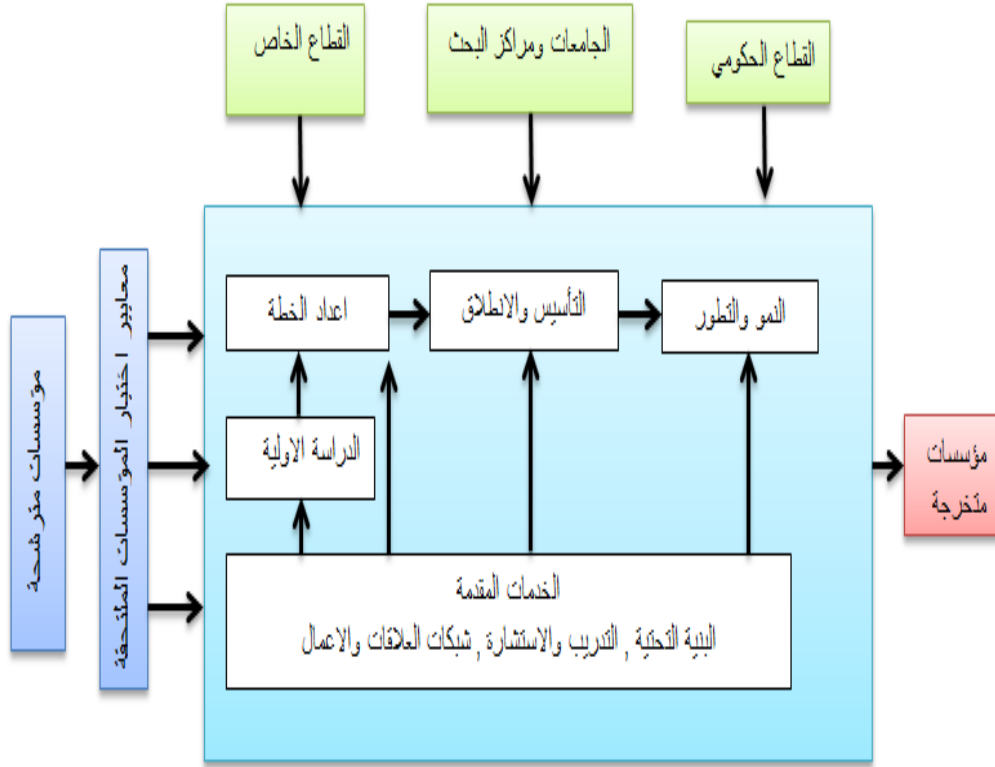 القطاع الحكومي
الجامعات ومراكز البحث
القطاع الخاص
النمو والتطور
التأسيس والانطلاق
اعداد الخطة
الدراسة الاولية
الخدمات المقدمة
البنية التحتية , التدريب والاستشارة , شبكات العلاقات والاعمال
معايير اختيار المؤسسات الملتحقة
مؤسسات مترشحة
مؤسسات
متخرجة